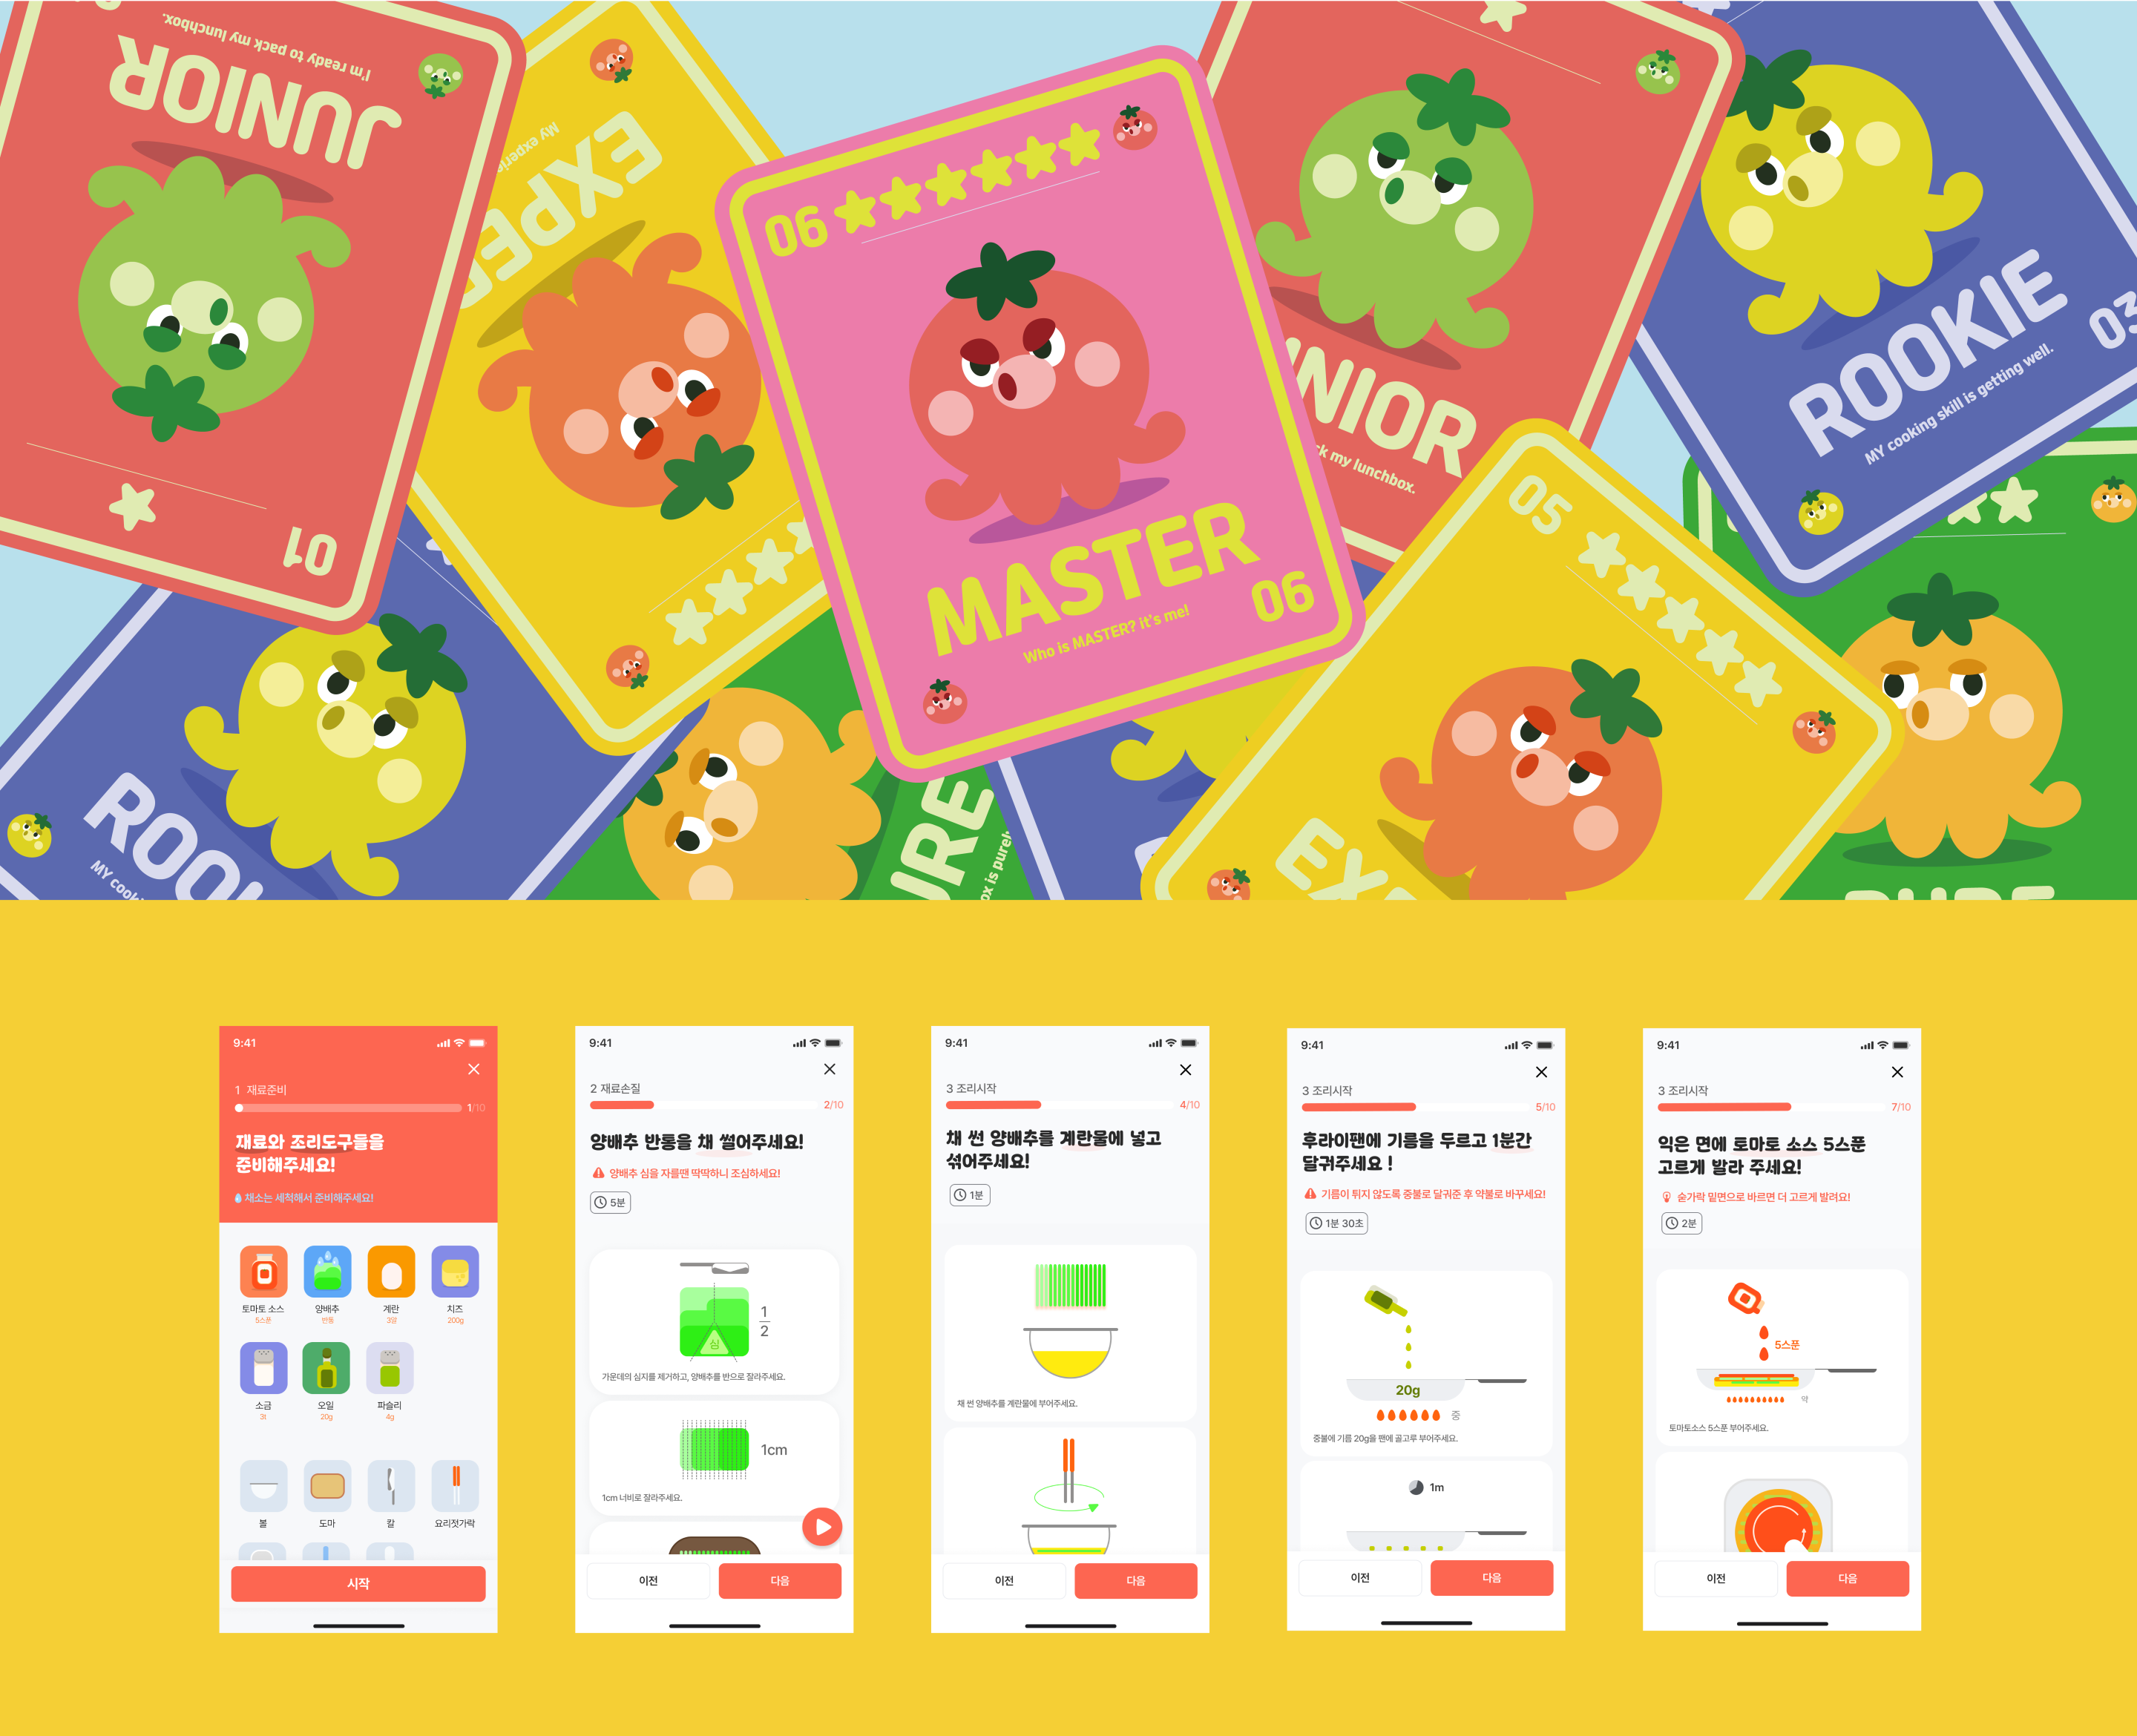 I'm ready to pack my lunchbox.
JUNIOR
01
My experie
EXPE
06
MASTER
Who is MASTER? it's me!
06
NIOR
ck my lunchbox.
ROOKIE
MY cooking skill is getting well.
03
ROO
MY cook
URE
ox is purely.
05
EX
PURE
9:41
1 재료준비
1/10
재료와 조리도구들을
준비해주세요!
채소는 세척해서 준비해주세요!
토마토 소스
5스푼
양배추
반통
계란
3알
치즈
200g
소금
3t
오일
20g
파슬리
4g
볼
도마
칼
요리젓가락
시작
9:41
2 재료손질
2/10
양배추 반통을 채 썰어주세요!
양배추 심을 자를땐 딱딱하니 조심하세요!
5분
1
2
심
가운데의 심지를 제거하고, 양배추를 반으로 잘라주세요.
1cm
1cm 너비로 잘라주세요.
이전
다음
9:41
3 조리시작
4/10
채 썬 양배추를 계란물에 넣고
섞어주세요!
1분
채 썬 양배추를 계란물에 부어주세요.
이전
다음
9:41
3 조리시작
5/10
후라이팬에 기름을 두르고 1분간
달궈주세요 !
기름이 튀지 않도록 중불로 달궈준 후 약불로 바꾸세요!
1분 30초
20g
중
중불에 기름 20g을 팬에 골고루 부어주세요.
1m
이전
다음
9:41
3 조리시작
7/10
익은 면에 토마토 소스 5스푼
고르게 발라 주세요!
숟가락 밑면으로 바르면 더 고르게 발려요!
2분
5스푼
약
토마토소스 5스푼 부어주세요.
이전
다음